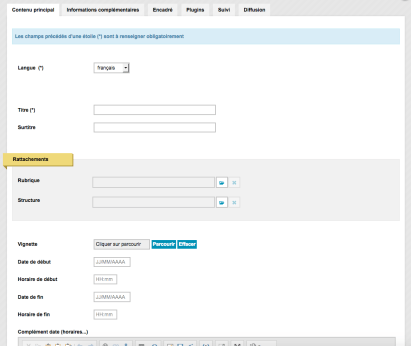 Contenu principal Informations complémentaires Encadré Plugins Suivi Diffusion
Les champs précédés d'une étoile (*) sont à renseigner obligatoirement
Langue (*) français
Titre (*)
Surtitre
Rattachements
Rubrique
Structure
Vignette Cliquer sur parcourir Parcourir Effacer
Date de début JJ/MM/AAAA
Horaire de début HH:mm
Date de fin JJ/MM/AAAA
Horaire de fin HH:mm
Complément date (horaires...)